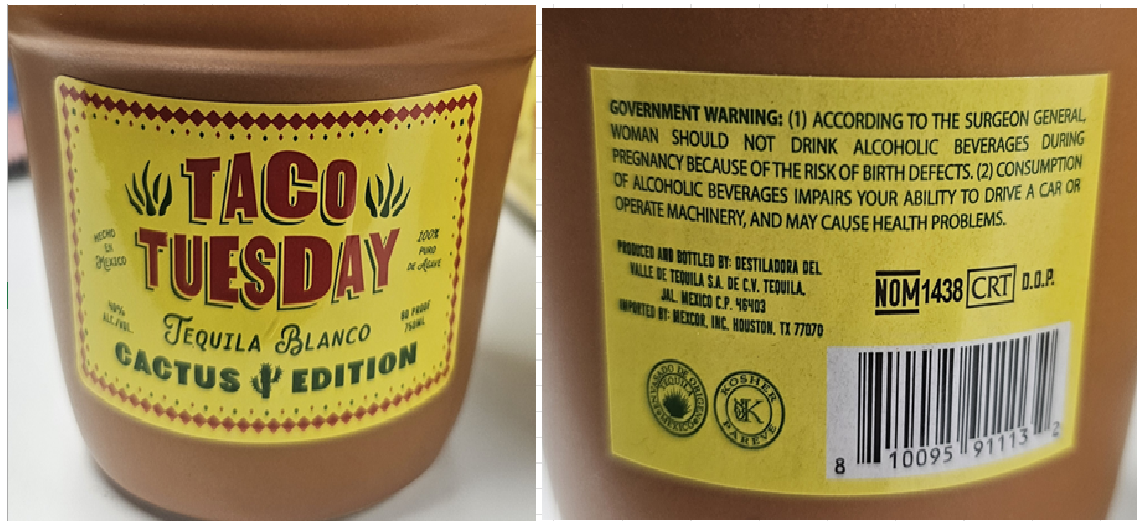 TACO
TUESDAY
HECHO
EN
MEXICO
100%
PURO
DE AGAVE
40%
ALC/VOL.
80 PROOF
750ML
TEQUILA BLANCO
CACTUS EDITION
GOVERNMENT WARNING: (1) ACCORDING TO THE SURGEON GENERAL,
WOMAN SHOULD NOT DRINK ALCOHOLIC BEVERAGES DURING
PREGNANCY BECAUSE OF THE RISK OF BIRTH DEFECTS. (2) CONSUMPTION
OF ALCOHOLIC BEVERAGES IMPAIRS YOUR ABILITY TO DRIVE A CAR OR
OPERATE MACHINERY, AND MAY CAUSE HEALTH PROBLEMS.
PRODUCED AND BOTTLED BY: DESTILADORA DEL
VALLE DE TEQUILA S.A. DE C.V. TEQUILA,
JAL. MEXICO C.P. 46403
IMPORTED BY: MEXCOR, INC. HOUSTON, TX 77070
NOM1438 CRT D.O.P.
ENVASADO DE ORIGEN
TEQUILA
KOSHER
K
PAREVE
8 10095 91113 2